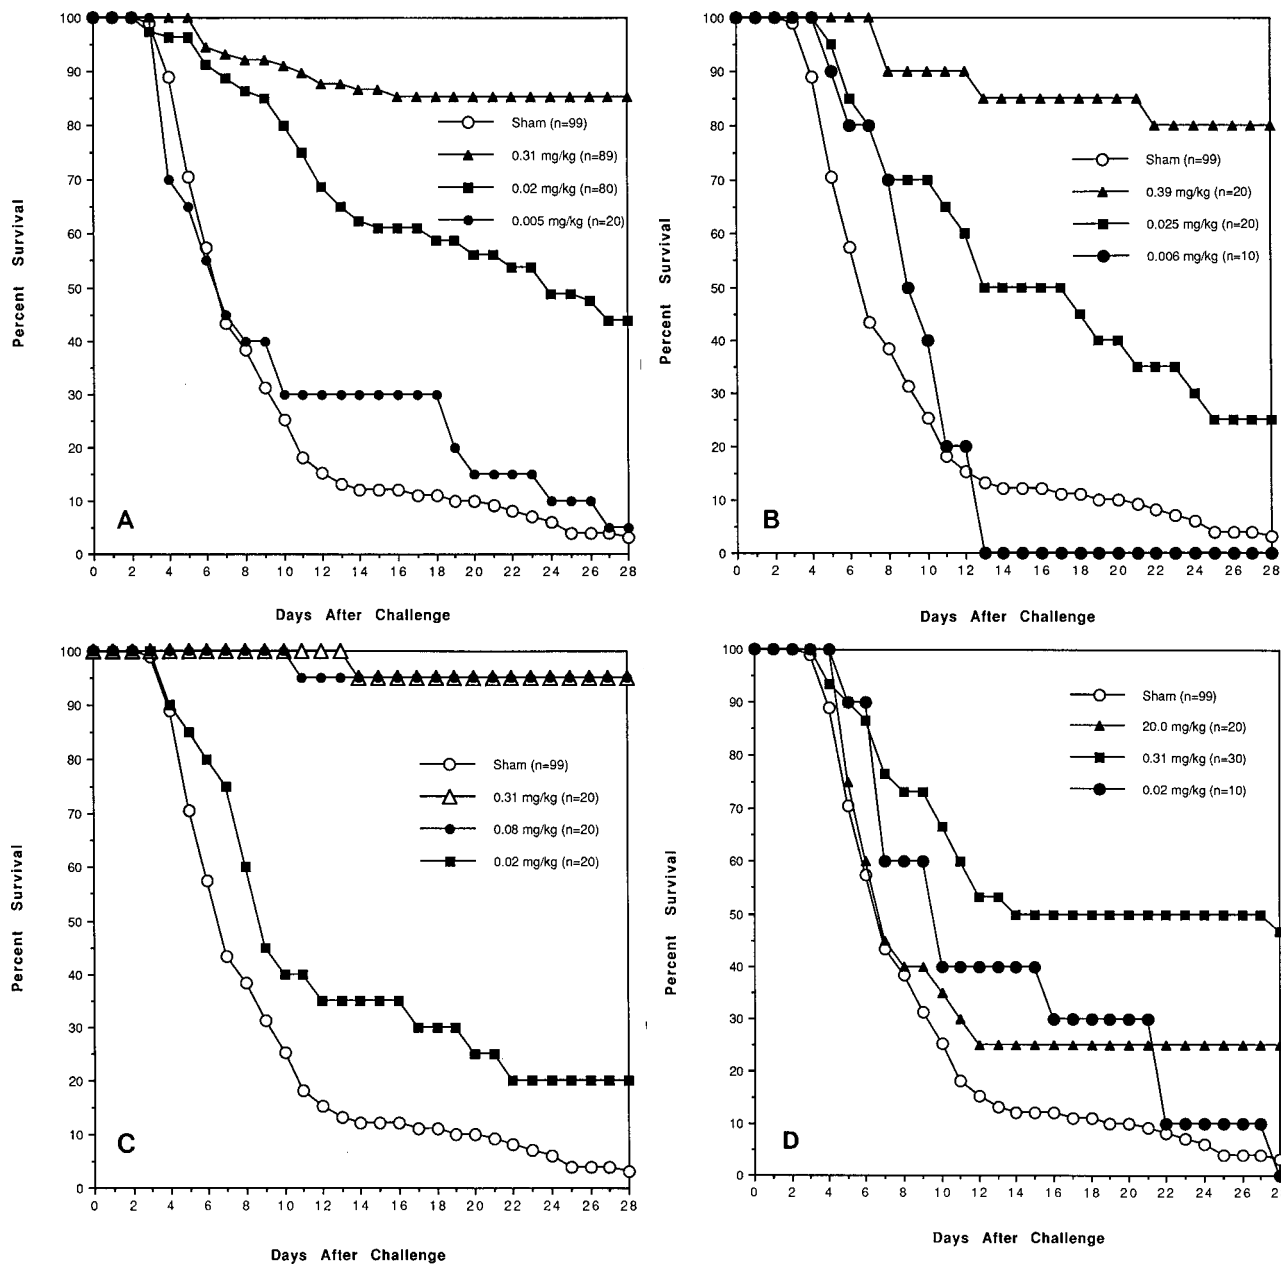 100
90
80
70
60
50
40
30
20
10
0
Percent Survival
Sham (n=99)
0.31 mg/kg (n=89)
0.02 mg/kg (n=80)
0.005 mg/kg (n=20)
A
0 2 4 6 8 10 12 14 16 18 20 22 24 26 28
Days After Challenge
100
90
80
70
60
50
40
30
20
10
0
Percent Survival
Sham (n=99)
0.39 mg/kg (n=20)
0.025 mg/kg (n=20)
0.006 mg/kg (n=10)
B
0 2 4 6 8 10 12 14 16 18 20 22 24 26 28
Days After Challenge
100
90
80
70
60
50
40
30
20
10
0
Percent Survival
Sham (n=99)
0.31 mg/kg (n=20)
0.08 mg/kg (n=20)
0.02 mg/kg (n=20)
C
0 2 4 6 8 10 12 14 16 18 20 22 24 26 28
Days After Challenge
100
90
80
70
60
50
40
30
20
10
0
Percent Survival
Sham (n=99)
20.0 mg/kg (n=20)
0.31 mg/kg (n=30)
0.02 mg/kg (n=10)
D
0 2 4 6 8 10 12 14 16 18 20 22 24 26 2
Days After Challenge